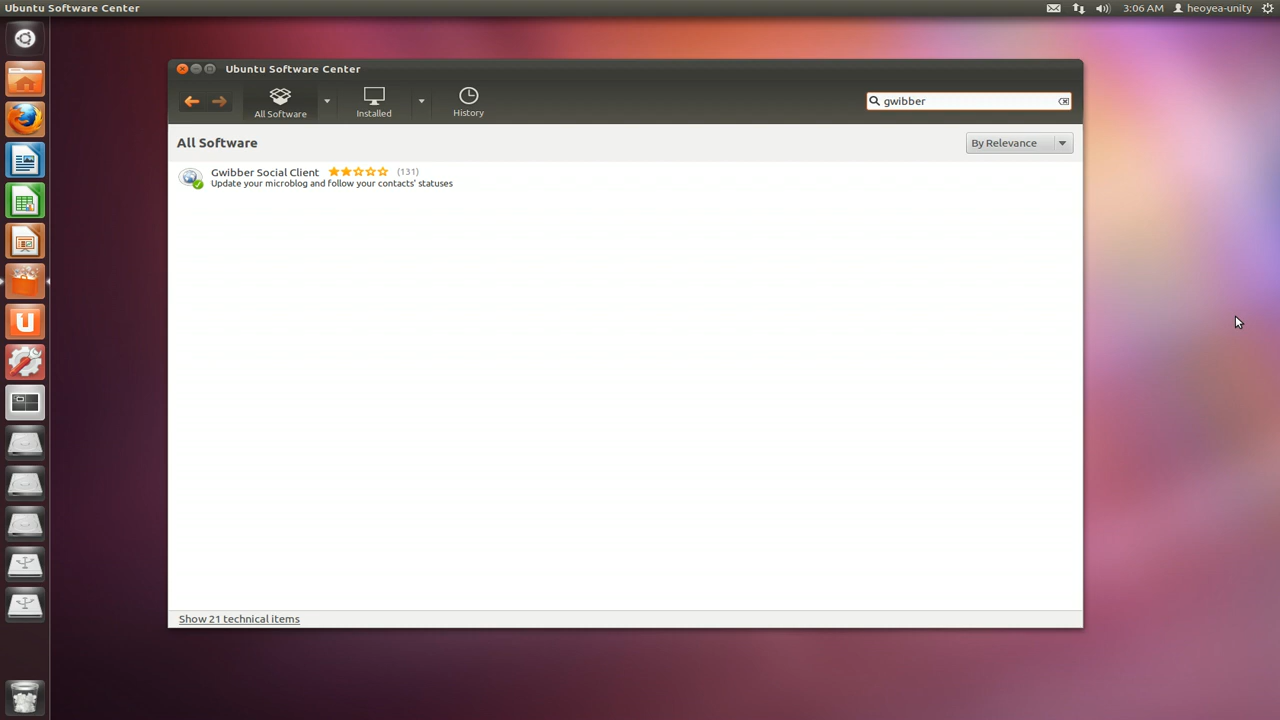 Ubuntu Software Center
3:06 AM
heoyea-unity
Ubuntu Software Center
All Software
Installed
History
gwibber
All Software
By Relevance
Gwibber Social Client (131)
Update your microblog and follow your contacts' statuses
U
Show 21 technical items